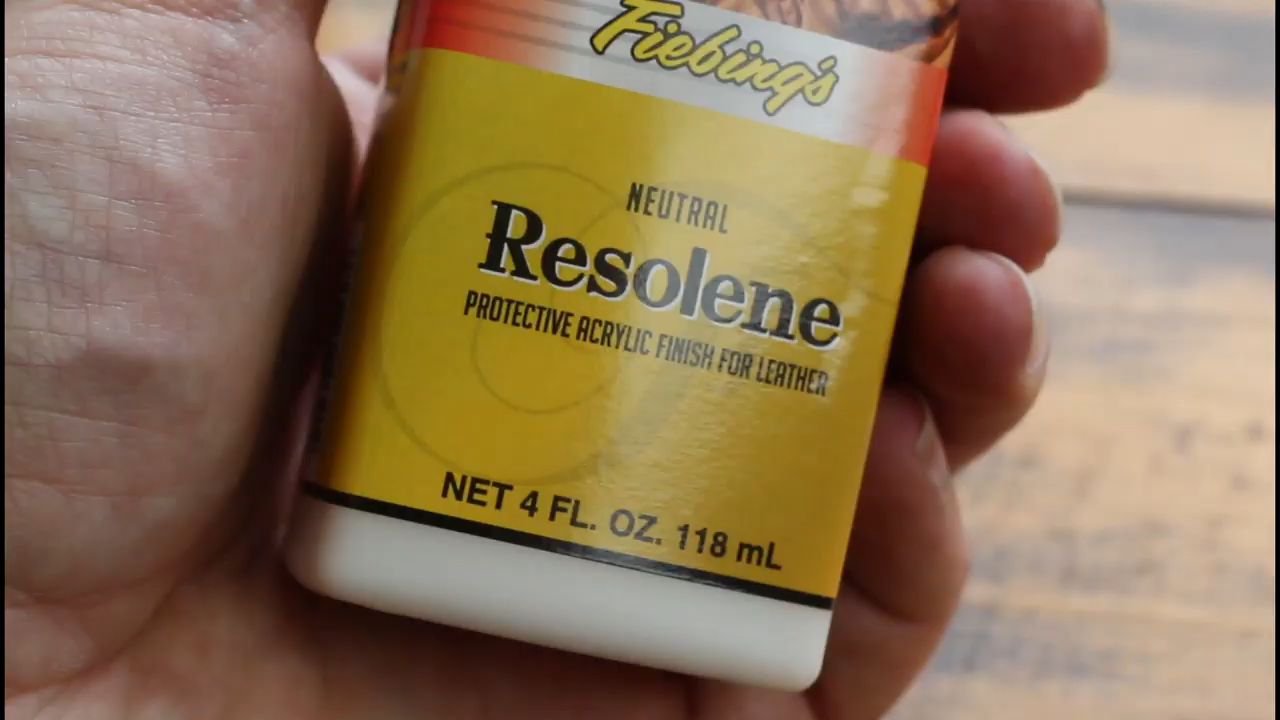 Fiebing's
NEUTRAL
Resolene
PROTECTIVE ACRYLIC FINISH FOR LEATHER
NET 4 FL. OZ. 118 mL